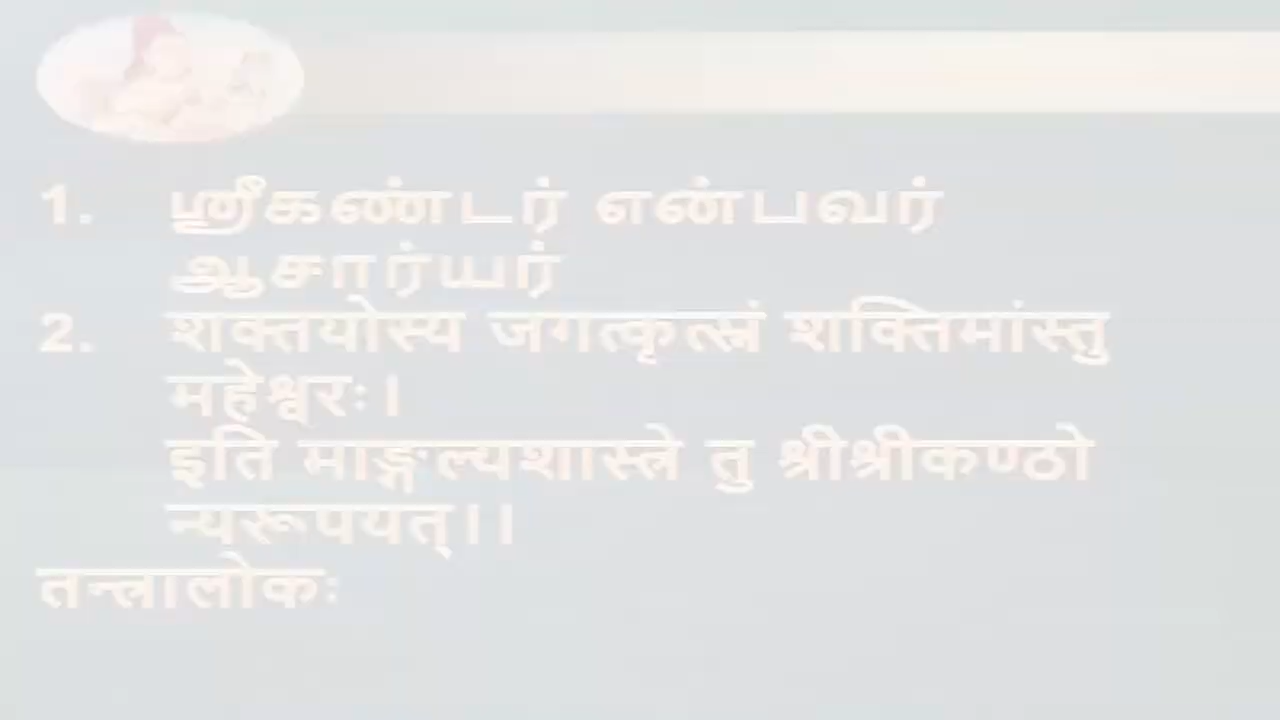 1. ஸ்ரீகண்டர் என்பவர்
ஆசார்யர்
2. शक्तयोस्य जगत्कृत्स्नं शक्तिमांस्तु
महेश्वरः।
इति माङ्गल्यशास्त्रे तु श्रीश्रीकण्ठो
न्यरूपयत्।।
तन्त्रालोकः